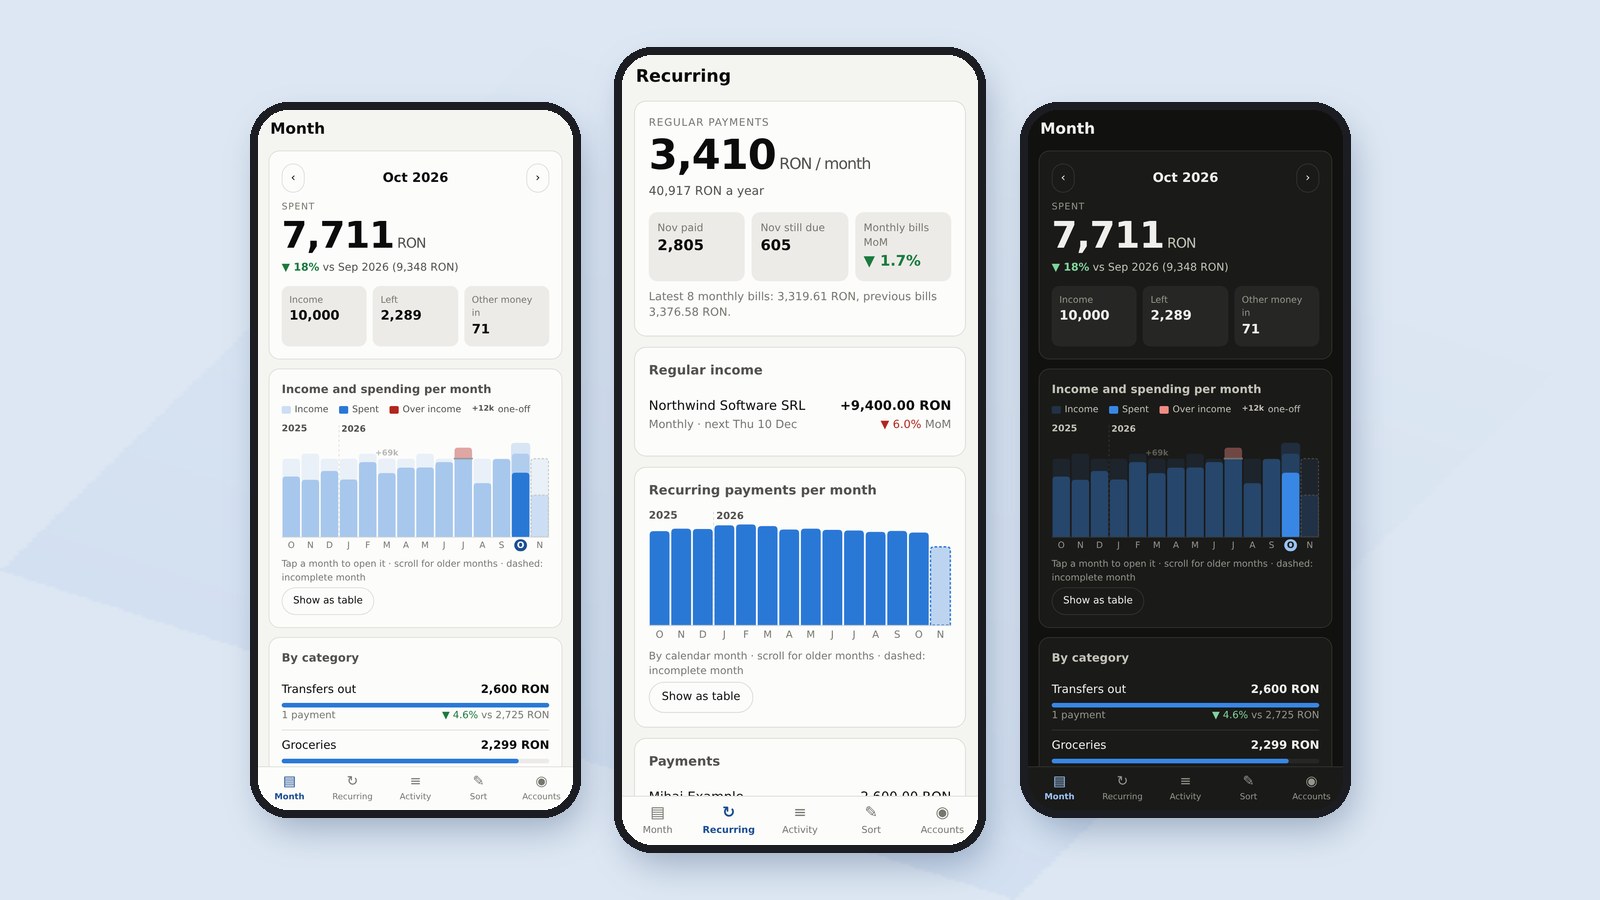 Month
‹ Oct 2026 ›
SPENT
7,711 RON
▼ 18% vs Sep 2026 (9,348 RON)
Income
10,000
Left
2,289
Other money in
71
Income and spending per month
Income Spent Over income +12k one-off
2025 2026
+69k
O N D J F M A M J J A S O N
Tap a month to open it · scroll for older months · dashed:
incomplete month
Show as table
By category
Transfers out 2,600 RON
1 payment ▼ 4.6% vs 2,725 RON
Groceries 2,299 RON
Month Recurring Activity Sort Accounts
Recurring
REGULAR PAYMENTS
3,410 RON / month
40,917 RON a year
Nov paid
2,805
Nov still due
605
Monthly bills MoM
▼ 1.7%
Latest 8 monthly bills: 3,319.61 RON, previous bills
3,376.58 RON.
Regular income
Northwind Software SRL +9,400.00 RON
Monthly · next Thu 10 Dec ▼ 6.0% MoM
Recurring payments per month
2025 2026
O N D J F M A M J J A S O N
By calendar month · scroll for older months · dashed:
incomplete month
Show as table
Payments
Mihai Example 2,600.00 RON
Month Recurring Activity Sort Accounts
Month
‹ Oct 2026 ›
SPENT
7,711 RON
▼ 18% vs Sep 2026 (9,348 RON)
Income
10,000
Left
2,289
Other money in
71
Income and spending per month
Income Spent Over income +12k one-off
2025 2026
+69k
O N D J F M A M J J A S O N
Tap a month to open it · scroll for older months · dashed:
incomplete month
Show as table
By category
Transfers out 2,600 RON
1 payment ▼ 4.6% vs 2,725 RON
Groceries 2,299 RON
Month Recurring Activity Sort Accounts